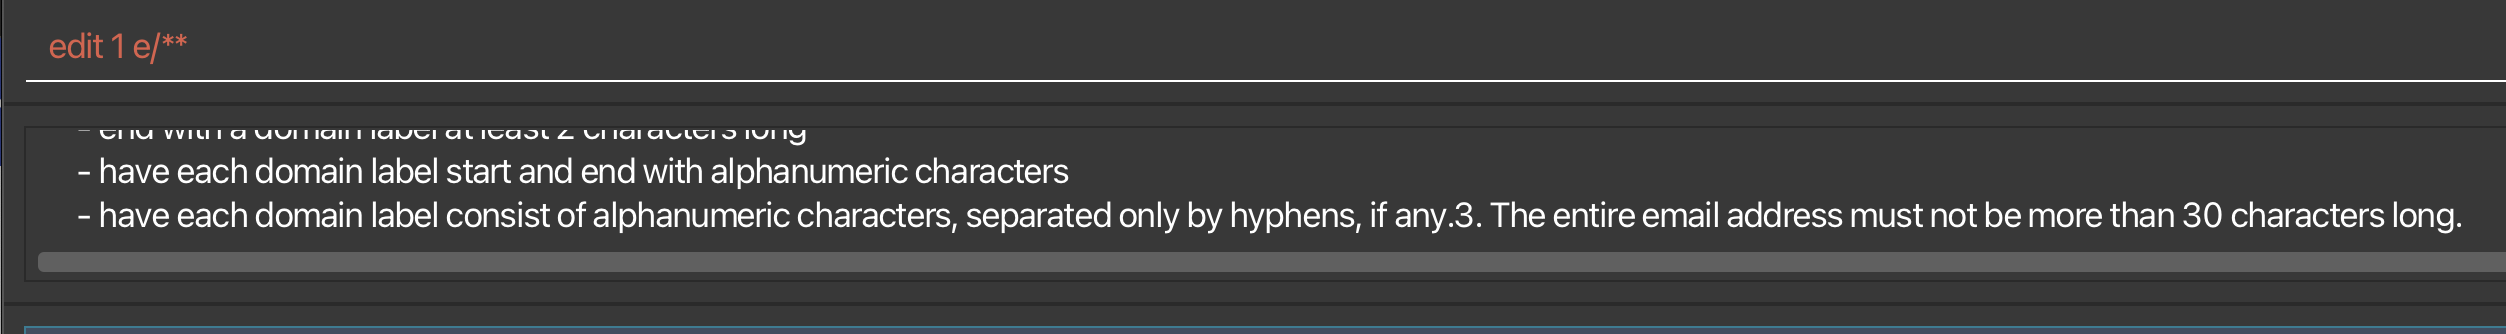 edit 1 e/**
- end with a domain label at least 2 characters long
- have each domain label start and end with alphanumeric characters
- have each domain label consist of alphanumeric characters, separated only by hyphens, if any.3. The entire email address must not be more than 30 characters long.